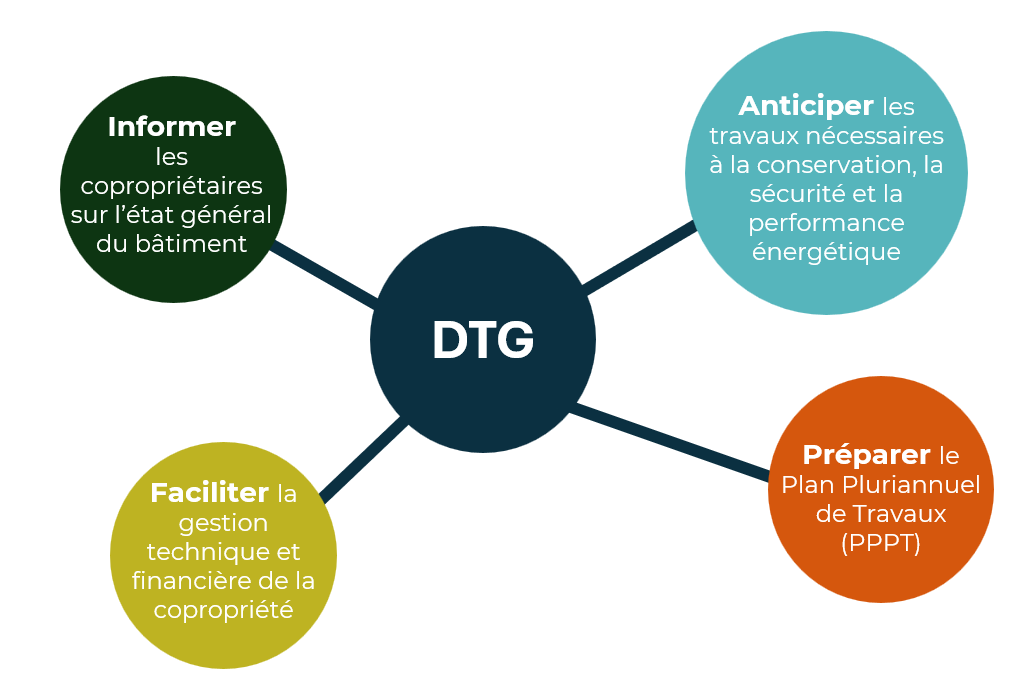 Informer
les
copropriétaires
sur l’état général
du bâtiment
Anticiper les
travaux nécessaires
à la conservation, la
sécurité et la
performance
énergétique
DTG
Faciliter la
gestion
technique et
financière de la
copropriété
Préparer le
Plan Pluriannuel
de Travaux
(PPPT)